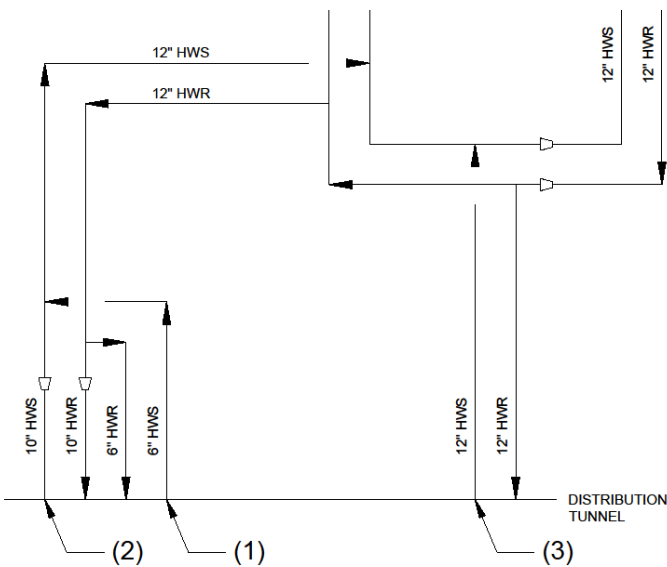 12" HWS
12" HWR
12" HWS
12" HWR
10" HWS
10" HWR
6" HWR
6" HWS
12" HWS
12" HWR
DISTRIBUTION
TUNNEL
(2)
(1)
(3)